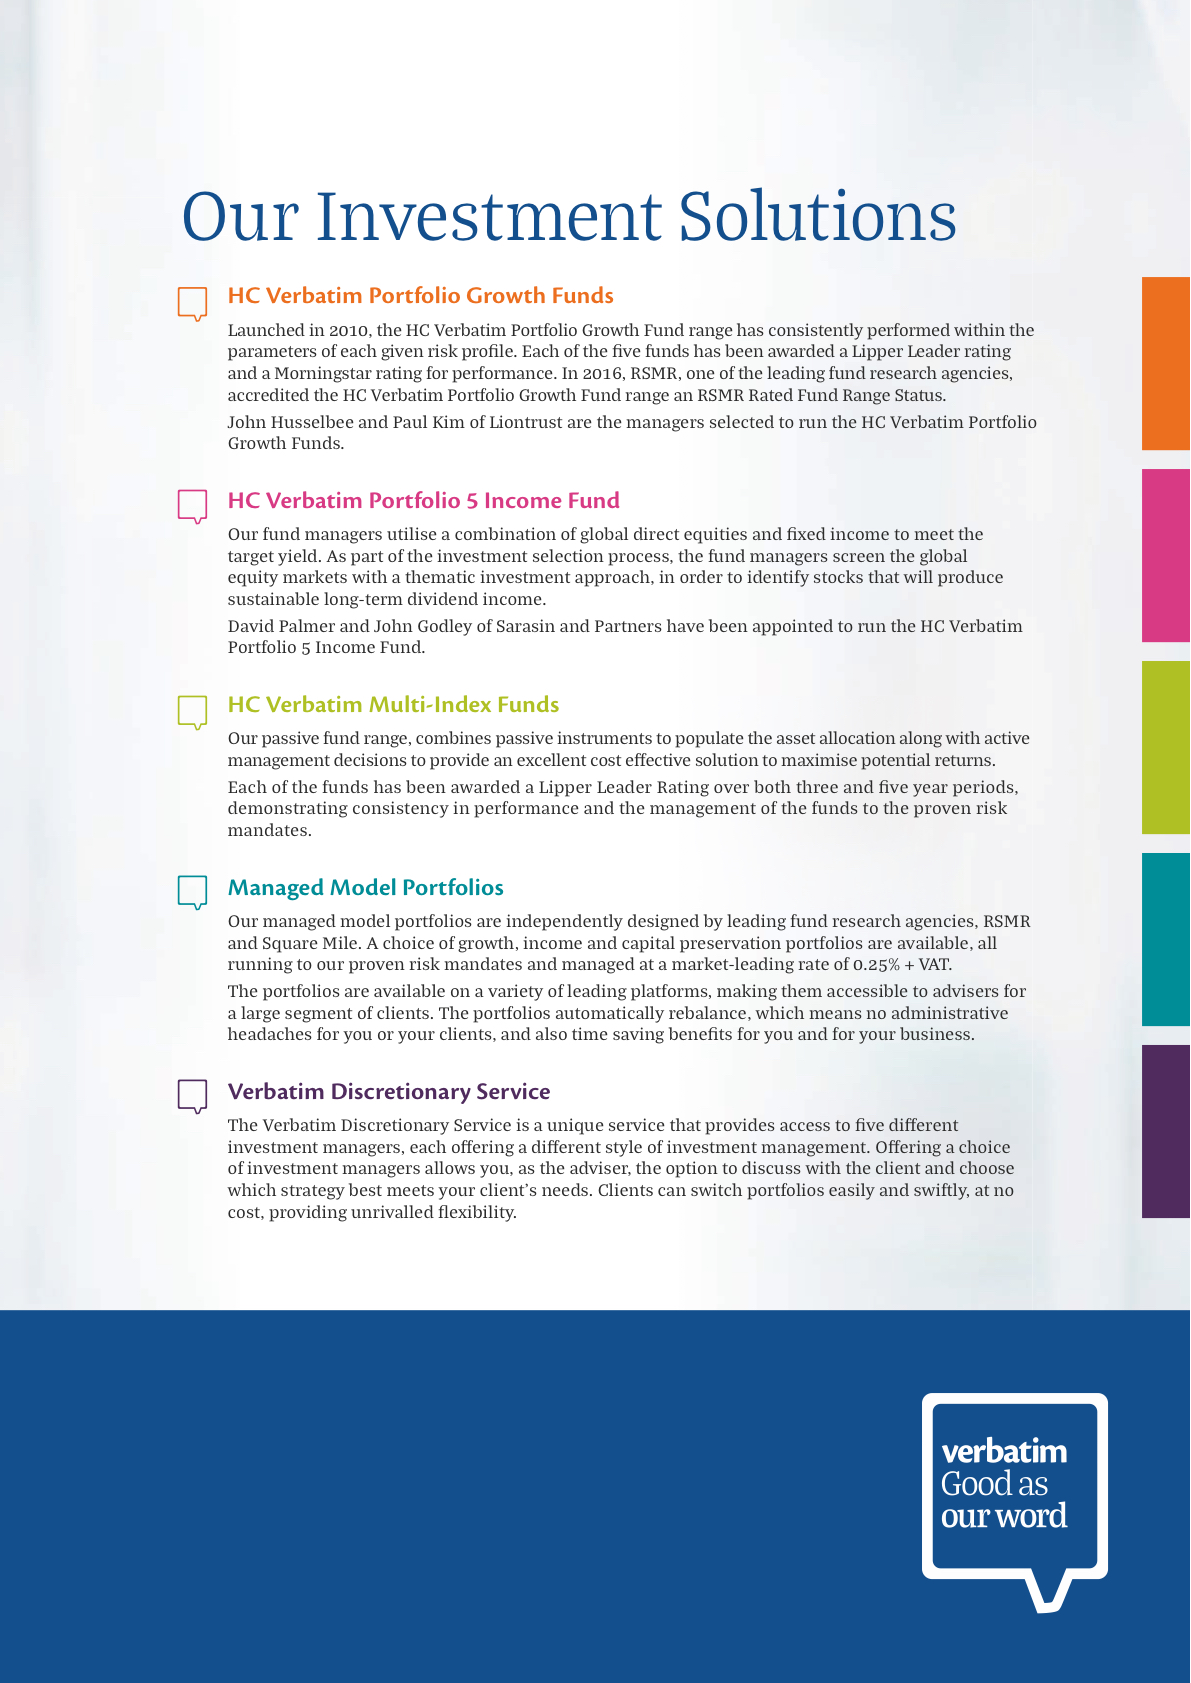 Our Investment Solutions
HC Verbatim Portfolio Growth Funds
Launched in 2010, the HC Verbatim Portfolio Growth Fund range has consistently performed within the
parameters of each given risk profile. Each of the five funds has been awarded a Lipper Leader rating
and a Morningstar rating for performance. In 2016, RSMR, one of the leading fund research agencies,
accredited the HC Verbatim Portfolio Growth Fund range an RSMR Rated Fund Range Status.
John Husselbee and Paul Kim of Liontrust are the managers selected to run the HC Verbatim Portfolio
Growth Funds.
HC Verbatim Portfolio 5 Income Fund
Our fund managers utilise a combination of global direct equities and fixed income to meet the
target yield. As part of the investment selection process, the fund managers screen the global
equity markets with a thematic investment approach, in order to identify stocks that will produce
sustainable long-term dividend income.
David Palmer and John Godley of Sarasin and Partners have been appointed to run the HC Verbatim
Portfolio 5 Income Fund.
HC Verbatim Multi-Index Funds
Our passive fund range, combines passive instruments to populate the asset allocation along with active
management decisions to provide an excellent cost effective solution to maximise potential returns.
Each of the funds has been awarded a Lipper Leader Rating over both three and five year periods,
demonstrating consistency in performance and the management of the funds to the proven risk
mandates.
Managed Model Portfolios
Our managed model portfolios are independently designed by leading fund research agencies, RSMR
and Square Mile. A choice of growth, income and capital preservation portfolios are available, all
running to our proven risk mandates and managed at a market-leading rate of 0.25% + VAT.
The portfolios are available on a variety of leading platforms, making them accessible to advisers for
a large segment of clients. The portfolios automatically rebalance, which means no administrative
headaches for you or your clients, and also time saving benefits for you and for your business.
Verbatim Discretionary Service
The Verbatim Discretionary Service is a unique service that provides access to five different
investment managers, each offering a different style of investment management. Offering a choice
of investment managers allows you, as the adviser, the option to discuss with the client and choose
which strategy best meets your client's needs. Clients can switch portfolios easily and swiftly, at no
cost, providing unrivalled flexibility.
verbatim
Good as
our word